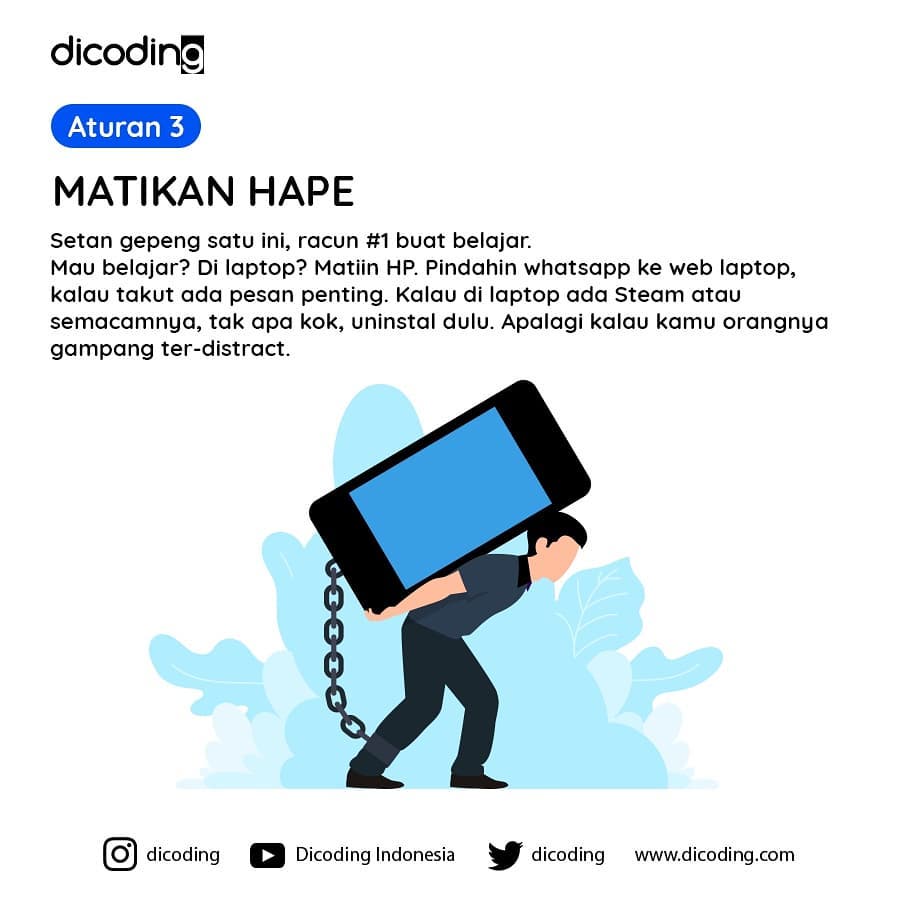 dicoding
Aturan 3
MATIKAN HAPE
Setan gepeng satu ini, racun #1 buat belajar.
Mau belajar? Di laptop? Matiin HP. Pindahin whatsapp ke web laptop,
kalau takut ada pesan penting. Kalau di laptop ada Steam atau
semacamnya, tak apa kok, uninstal dulu. Apalagi kalau kamu orangnya
gampang ter-distract.
dicoding Dicoding Indonesia dicoding www.dicoding.com